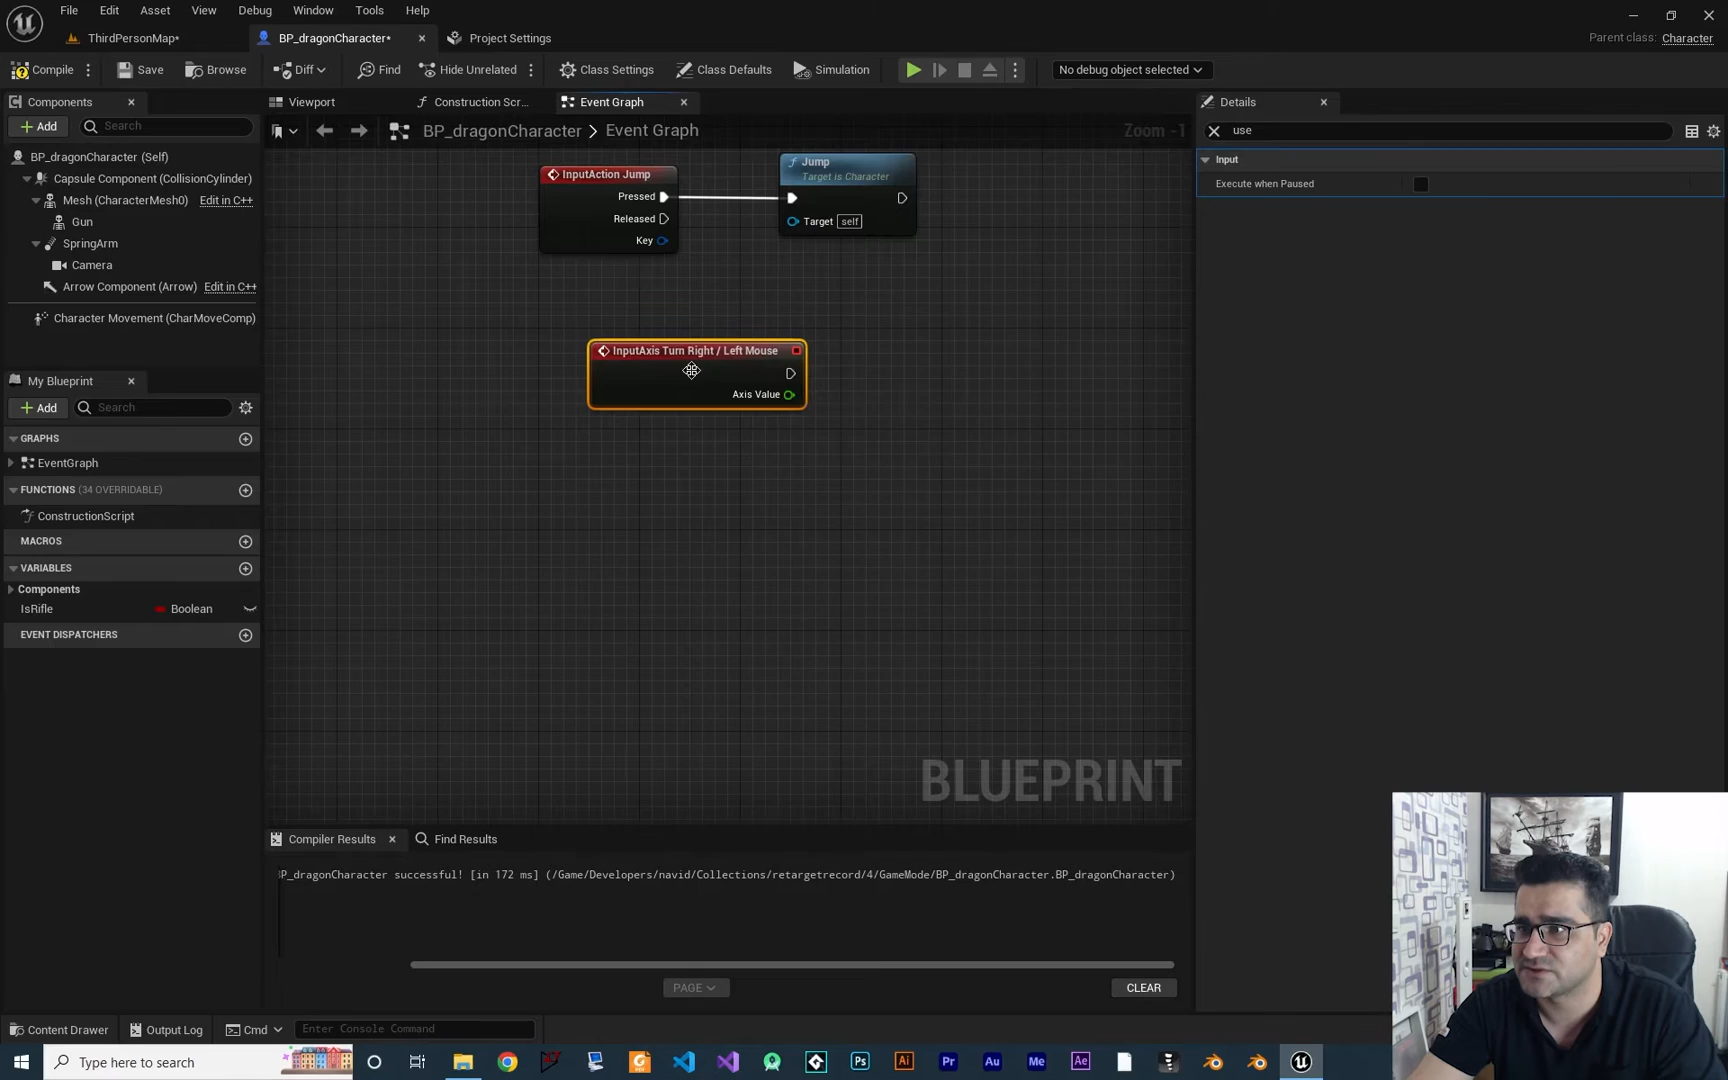 File Edit Asset View Debug Window Tools Help
ThirdPersonMap*
BP_dragonCharacter*
Project Settings
Parent class: Character
Compile
Save
Browse
Diff
Find
Hide Unrelated
Class Settings
Class Defaults
Simulation
No debug object selected
Components
Add
Search
BP_dragonCharacter (Self)
Capsule Component (CollisionCylinder)
Mesh (CharacterMesh0) Edit in C++
Gun
SpringArm
Camera
Arrow Component (Arrow) Edit in C++
Character Movement (CharMoveComp)
My Blueprint
Add
Search
GRAPHS
EventGraph
FUNCTIONS (34 OVERRIDABLE)
ConstructionScript
MACROS
VARIABLES
Components
IsRifle Boolean
EVENT DISPATCHERS
Viewport
Construction Scr...
Event Graph
BP_dragonCharacter > Event Graph
Zoom -1
InputAction Jump
Pressed
Released
Key
Jump
Target is Character
Target self
InputAxis Turn Right / Left Mouse
Axis Value
BLUEPRINT
Compiler Results
Find Results
BP_dragonCharacter successful! [in 172 ms] (/Game/Developers/navid/Collections/retargetrecord/4/GameMode/BP_dragonCharacter.BP_dragonCharacter)
PAGE
CLEAR
Details
use
Input
Execute when Paused
Content Drawer
Output Log
Cmd
Enter Console Command
Type here to search
Ps
Ai
Pr
Au
Me
Ae